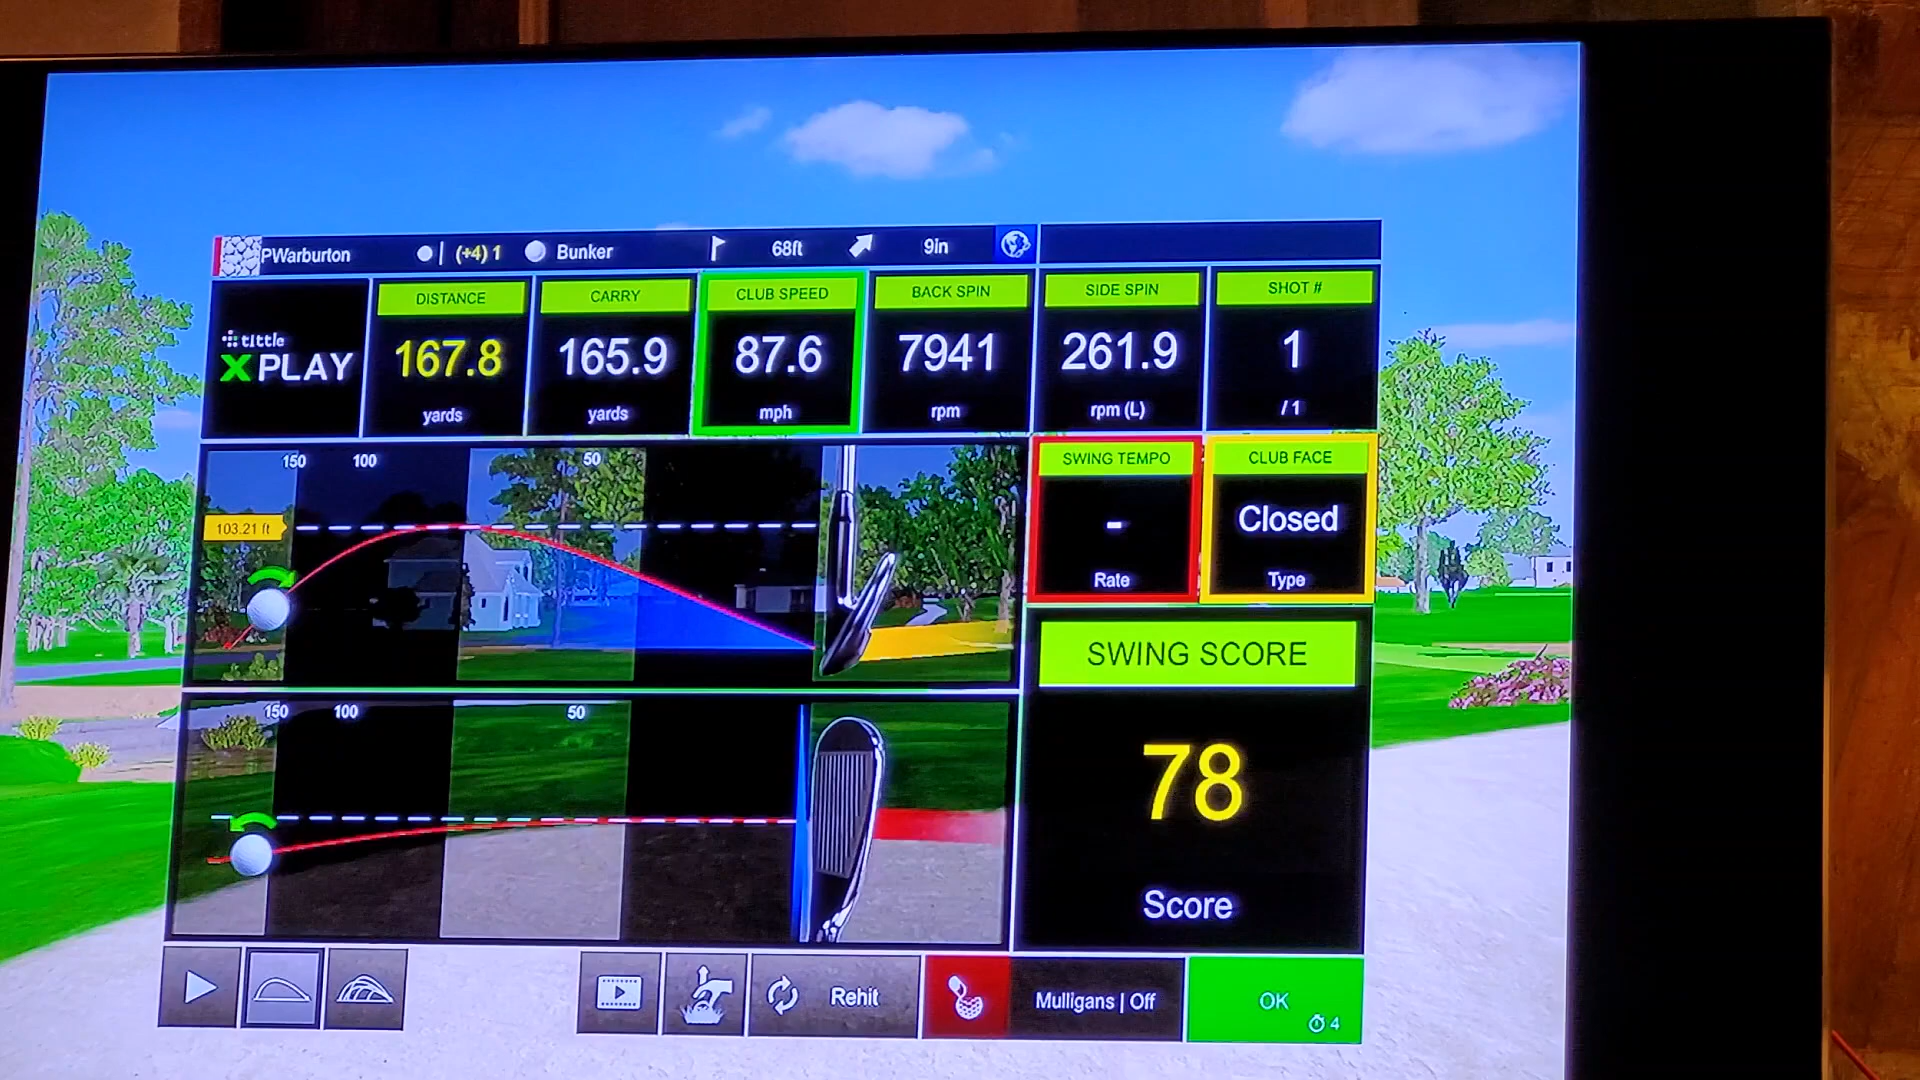 PWarburton (+4) 1 Bunker 68ft 9in
tittle
X PLAY
DISTANCE
167.8
yards
CARRY
165.9
yards
CLUB SPEED
87.6
mph
BACK SPIN
7941
rpm
SIDE SPIN
261.9
rpm (L)
SHOT #
1
/ 1
150 100 50
103.21 ft
SWING TEMPO
-
Rate
CLUB FACE
Closed
Type
150 100 50
SWING SCORE
78
Score
Rehit
Mulligans | Off
OK
4